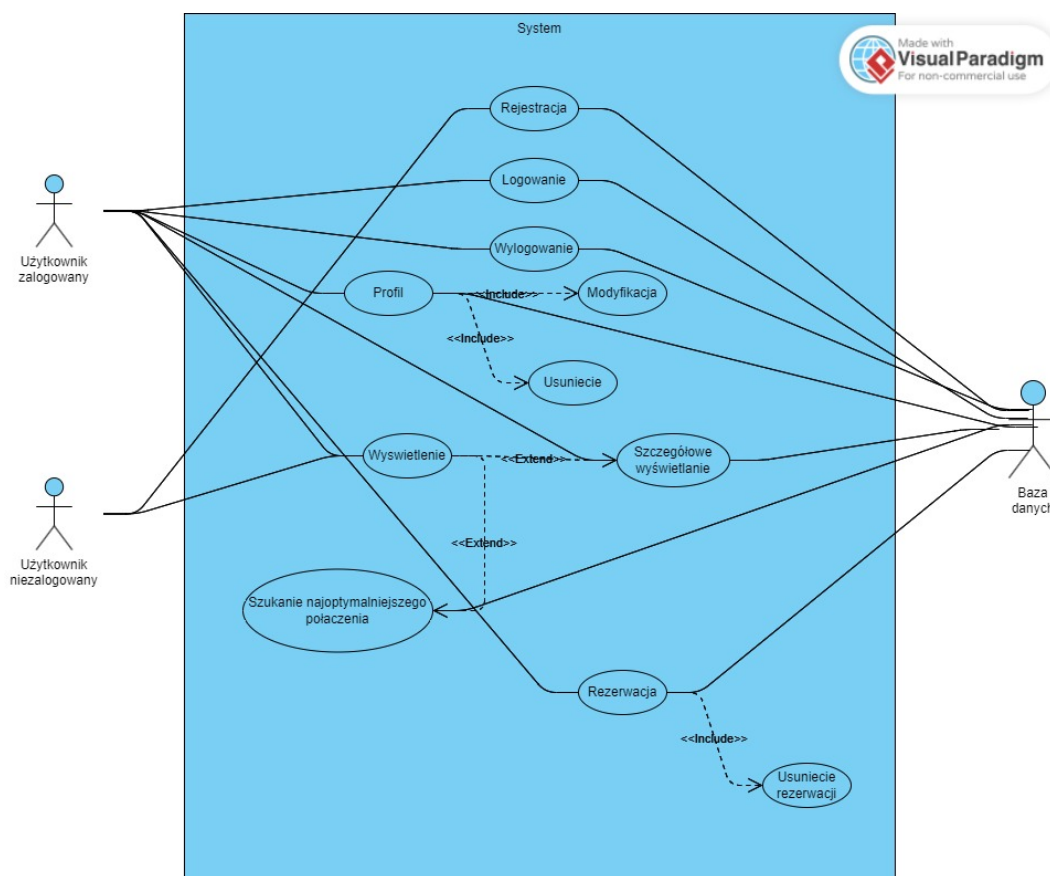 System
Made with
Visual Paradigm
For non-commercial use
Rejestracja
Logowanie
Użytkownik
zalogowany
Wylogowanie
Profil
<<Include>>
Modyfikacja
<<Include>>
Usuniecie
Wyswietlenie
<<Extend>>
Szczegółowe
wyświetlanie
Baza
danych
Użytkownik
niezalogowany
<<Extend>>
Szukanie najoptymalniejszego
połaczenia
Rezerwacja
<<Include>>
Usuniecie
rezerwacji